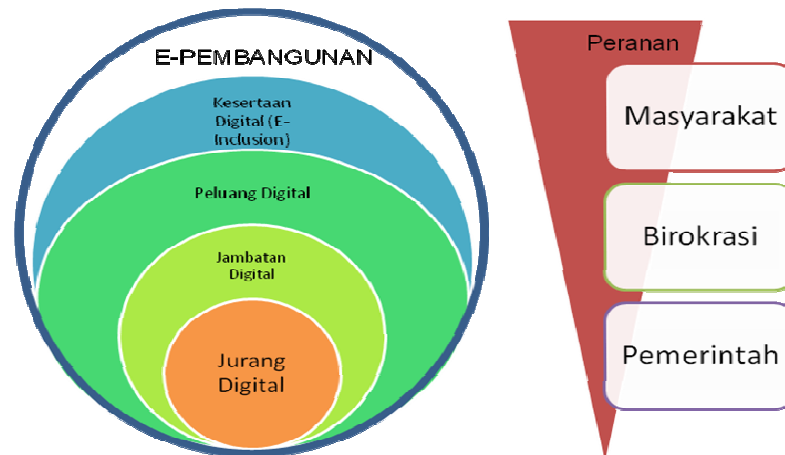 E-PEMBANGUNAN
Kesertaan
Digital (E-
Inclusion)
Peluang Digital
Jambatan
Digital
Jurang
Digital
Peranan
Masyarakat
Birokrasi
Pemerintah